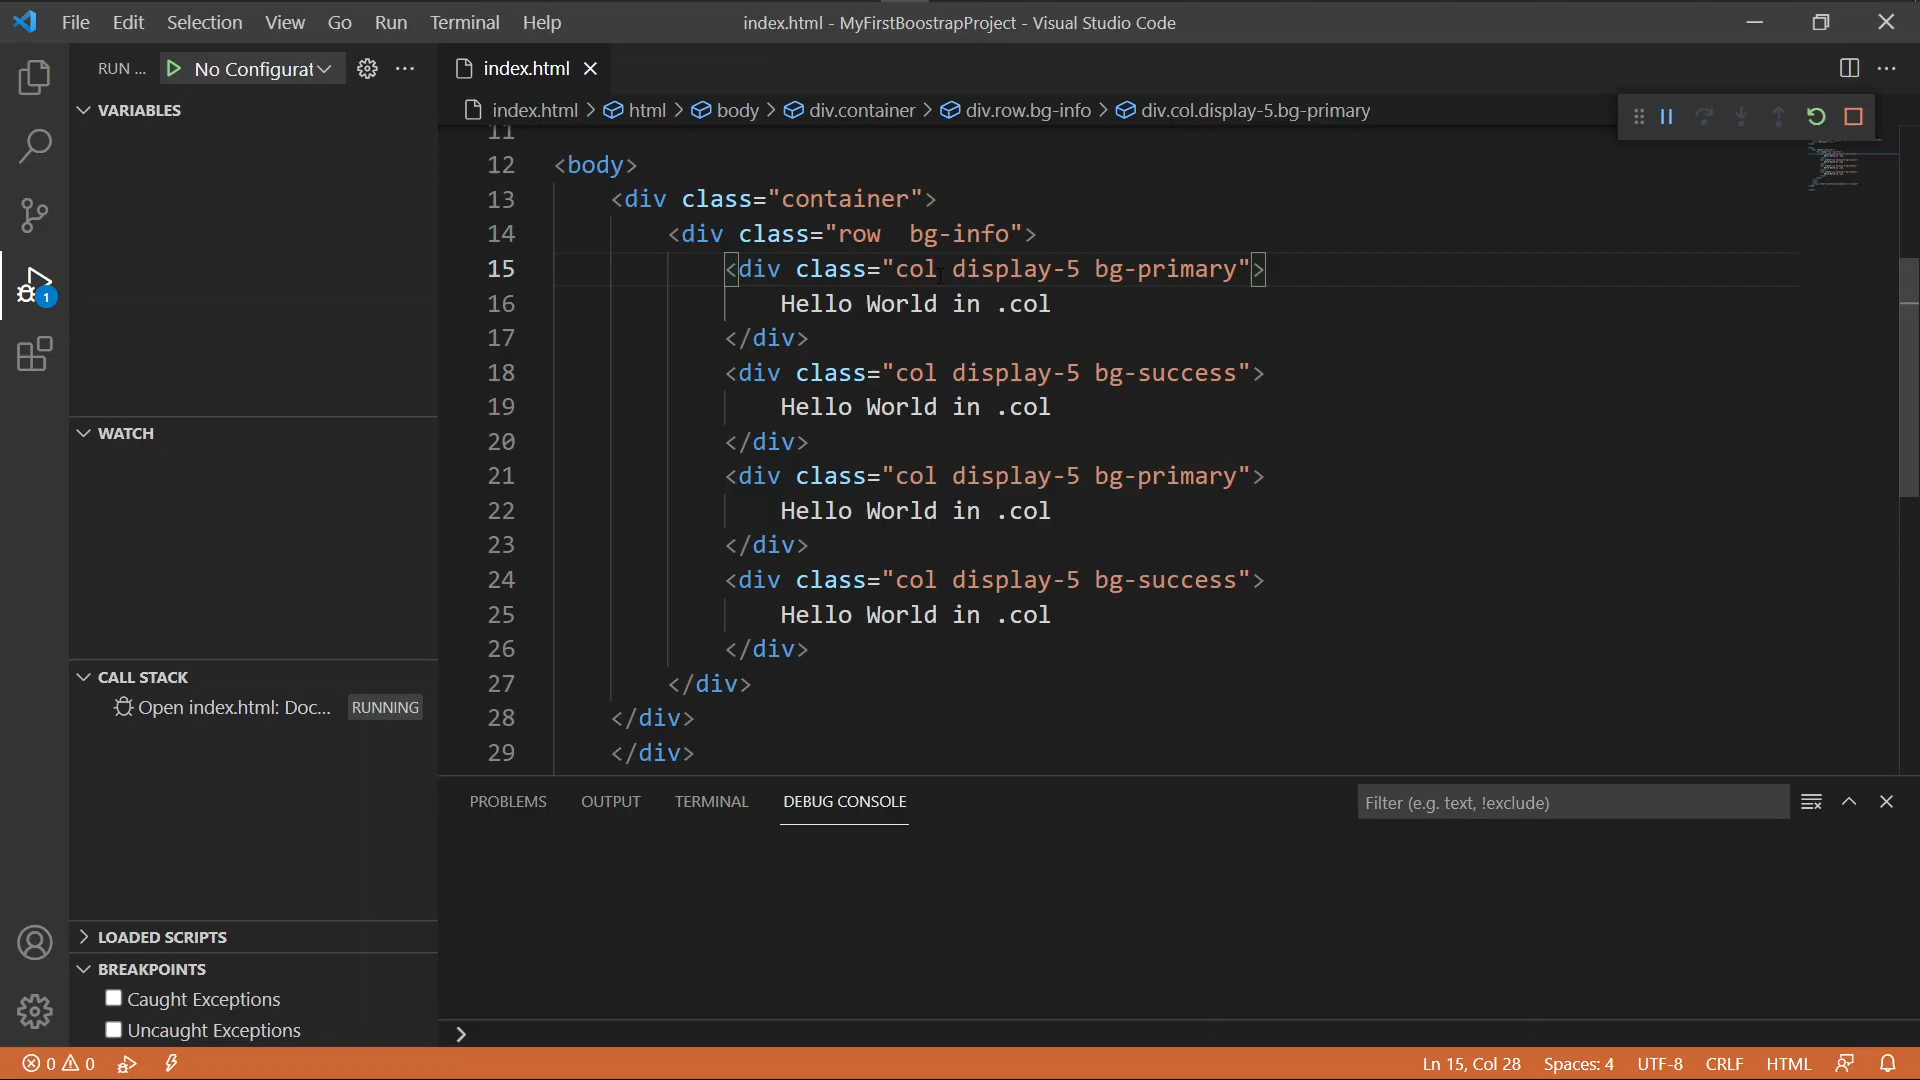 File Edit Selection View Go Run Terminal Help
index.html - MyFirstBoostrapProject - Visual Studio Code
RUN ... No Configurat
index.html
index.html > html > body > div.container > div.row.bg-info > div.col.display-5.bg-primary
VARIABLES
WATCH
CALL STACK
Open index.html: Doc... RUNNING
LOADED SCRIPTS
BREAKPOINTS
Caught Exceptions
Uncaught Exceptions
1
11
12 <body>
13 <div class="container">
14 <div class="row  bg-info">
15 <div class="col display-5 bg-primary">
16 Hello World in .col
17 </div>
18 <div class="col display-5 bg-success">
19 Hello World in .col
20 </div>
21 <div class="col display-5 bg-primary">
22 Hello World in .col
23 </div>
24 <div class="col display-5 bg-success">
25 Hello World in .col
26 </div>
27 </div>
28 </div>
29 </div>
PROBLEMS OUTPUT TERMINAL DEBUG CONSOLE
Filter (e.g. text, !exclude)
0 0
Ln 15, Col 28 Spaces: 4 UTF-8 CRLF HTML